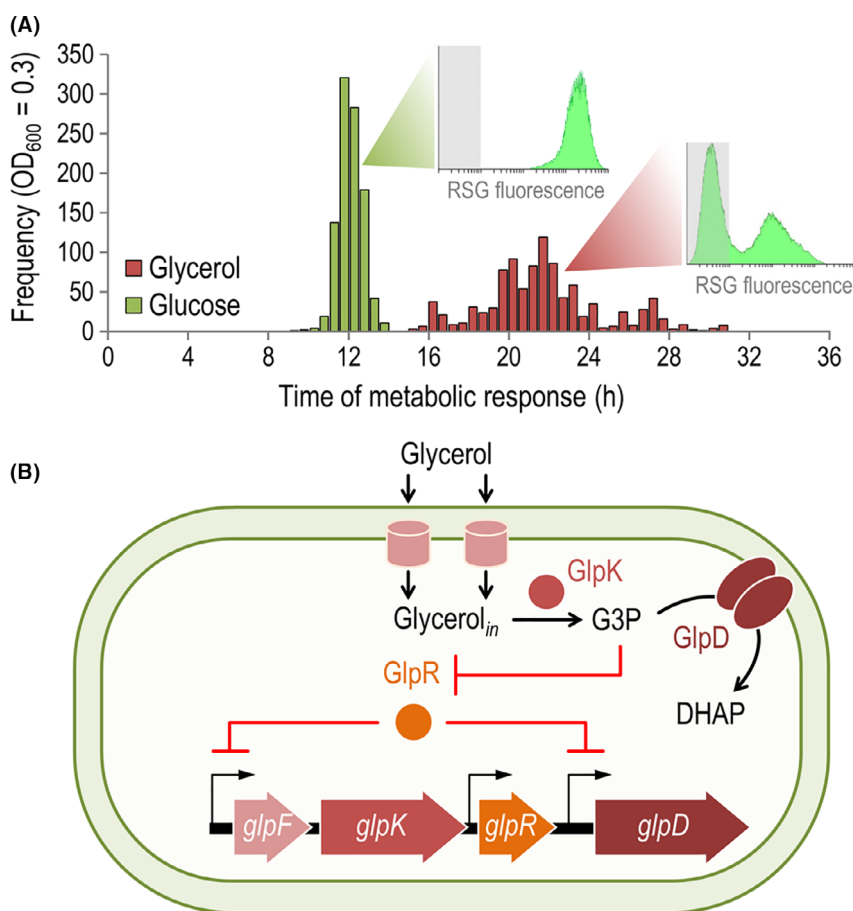 (A)
Frequency (OD600 = 0.3)
350
300
250
200
150
100
50
0
Glycerol
Glucose
RSG fluorescence
RSG fluorescence
0 4 8 12 16 20 24 28 32 36
Time of metabolic response (h)
(B)
Glycerol
GlpK
Glycerolin
G3P
GlpD
GlpR
DHAP
glpF glpK glpR glpD